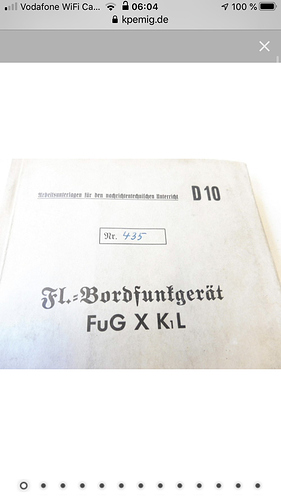 Vodafone WiFi Ca... 06:04 100 %
kpemig.de
Arbeitsunterlagen für den nachrichtentechnischen Unterricht D 10
Nr. 435
Fl.=Bordfunkgerät
FuG X K1L